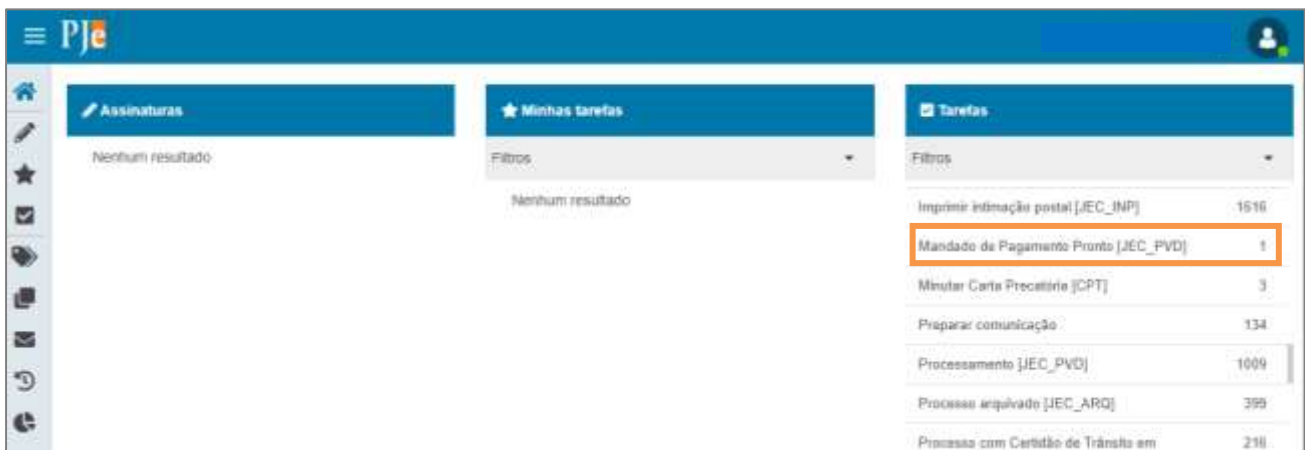 PJe
Assinaturas
Nenhum resultado
Minhas tarefas
Filtros
Nenhum resultado
Tarefas
Filtros
Imprimir intimação postal [JEC_INP] 1616
Mandado de Pagamento Pronto [JEC_PVD] 1
Minutar Carta Precatória [CPT] 3
Preparar comunicação 134
Processamento [JEC_PVD] 1009
Processo arquivado [JEC_ARQ] 399
Processo com Certidão de Trânsito em 216